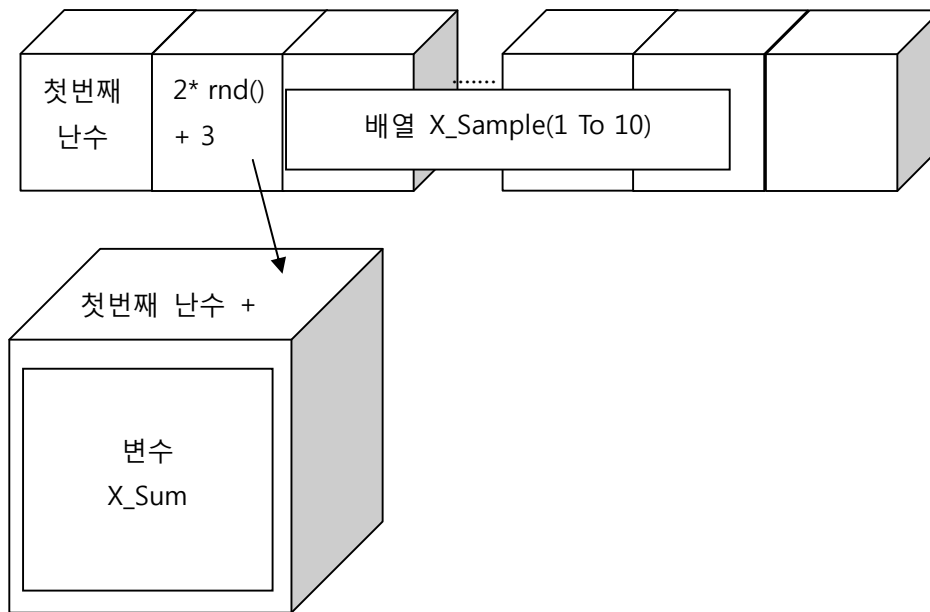 첫번째
난수
2* rnd()
+ 3
.......
배열 X_Sample(1 To 10)
첫번째 난수 +
변수
X_Sum